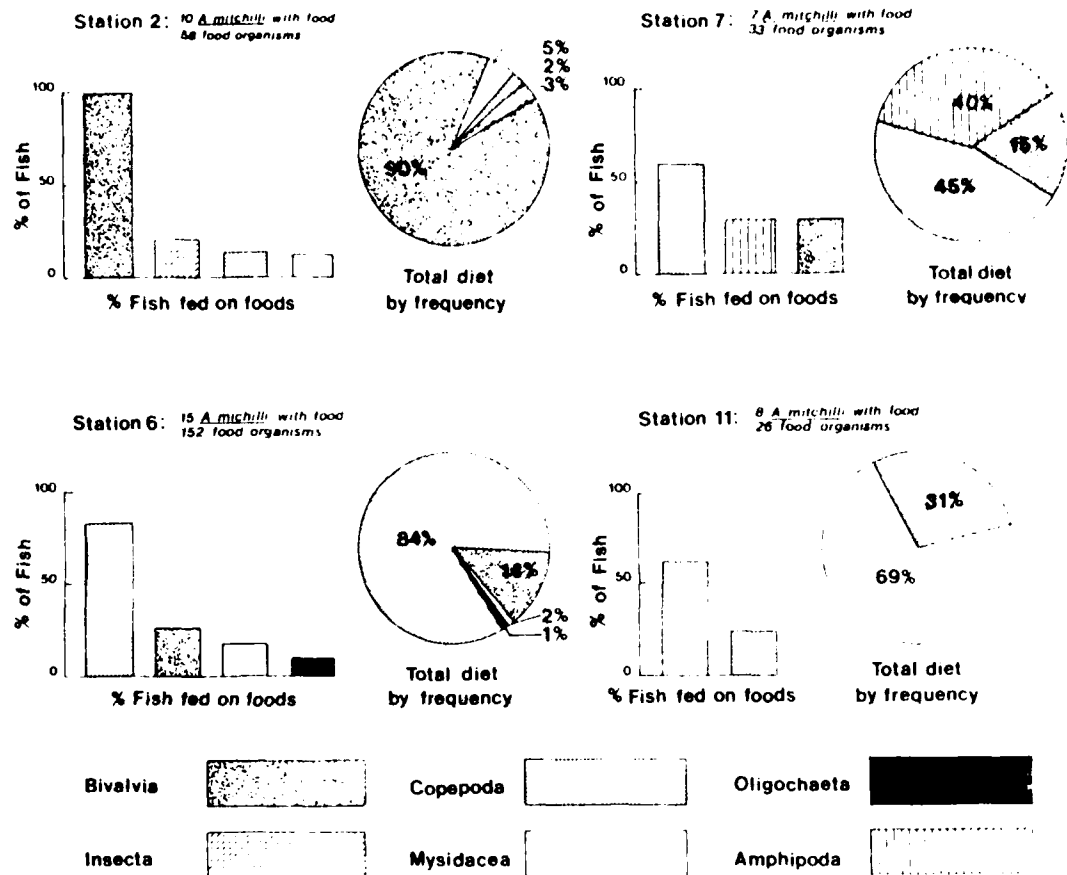 Station 2: 10 A mitchilli with food
88 food organisms
5%
2%
3%
90%
100
50
0
% of Fish
% Fish fed on foods
Total diet
by frequency
Station 7: 7 A. mitchilli with food
33 food organisms
40%
15%
45%
100
50
0
% of Fish
% Fish fed on foods
Total diet
by frequency
Station 6: 15 A michilli with food
152 food organisms
84%
2%
1%
100
50
0
% of Fish
% Fish fed on foods
Total diet
by frequency
Station 11: 8 A mitchilli with food
26 food organisms
31%
69%
100
50
0
% of Fish
% Fish fed on foods
Total diet
by frequency
Bivalvia
Copepoda
Oligochaeta
Insecta
Mysidacea
Amphipoda